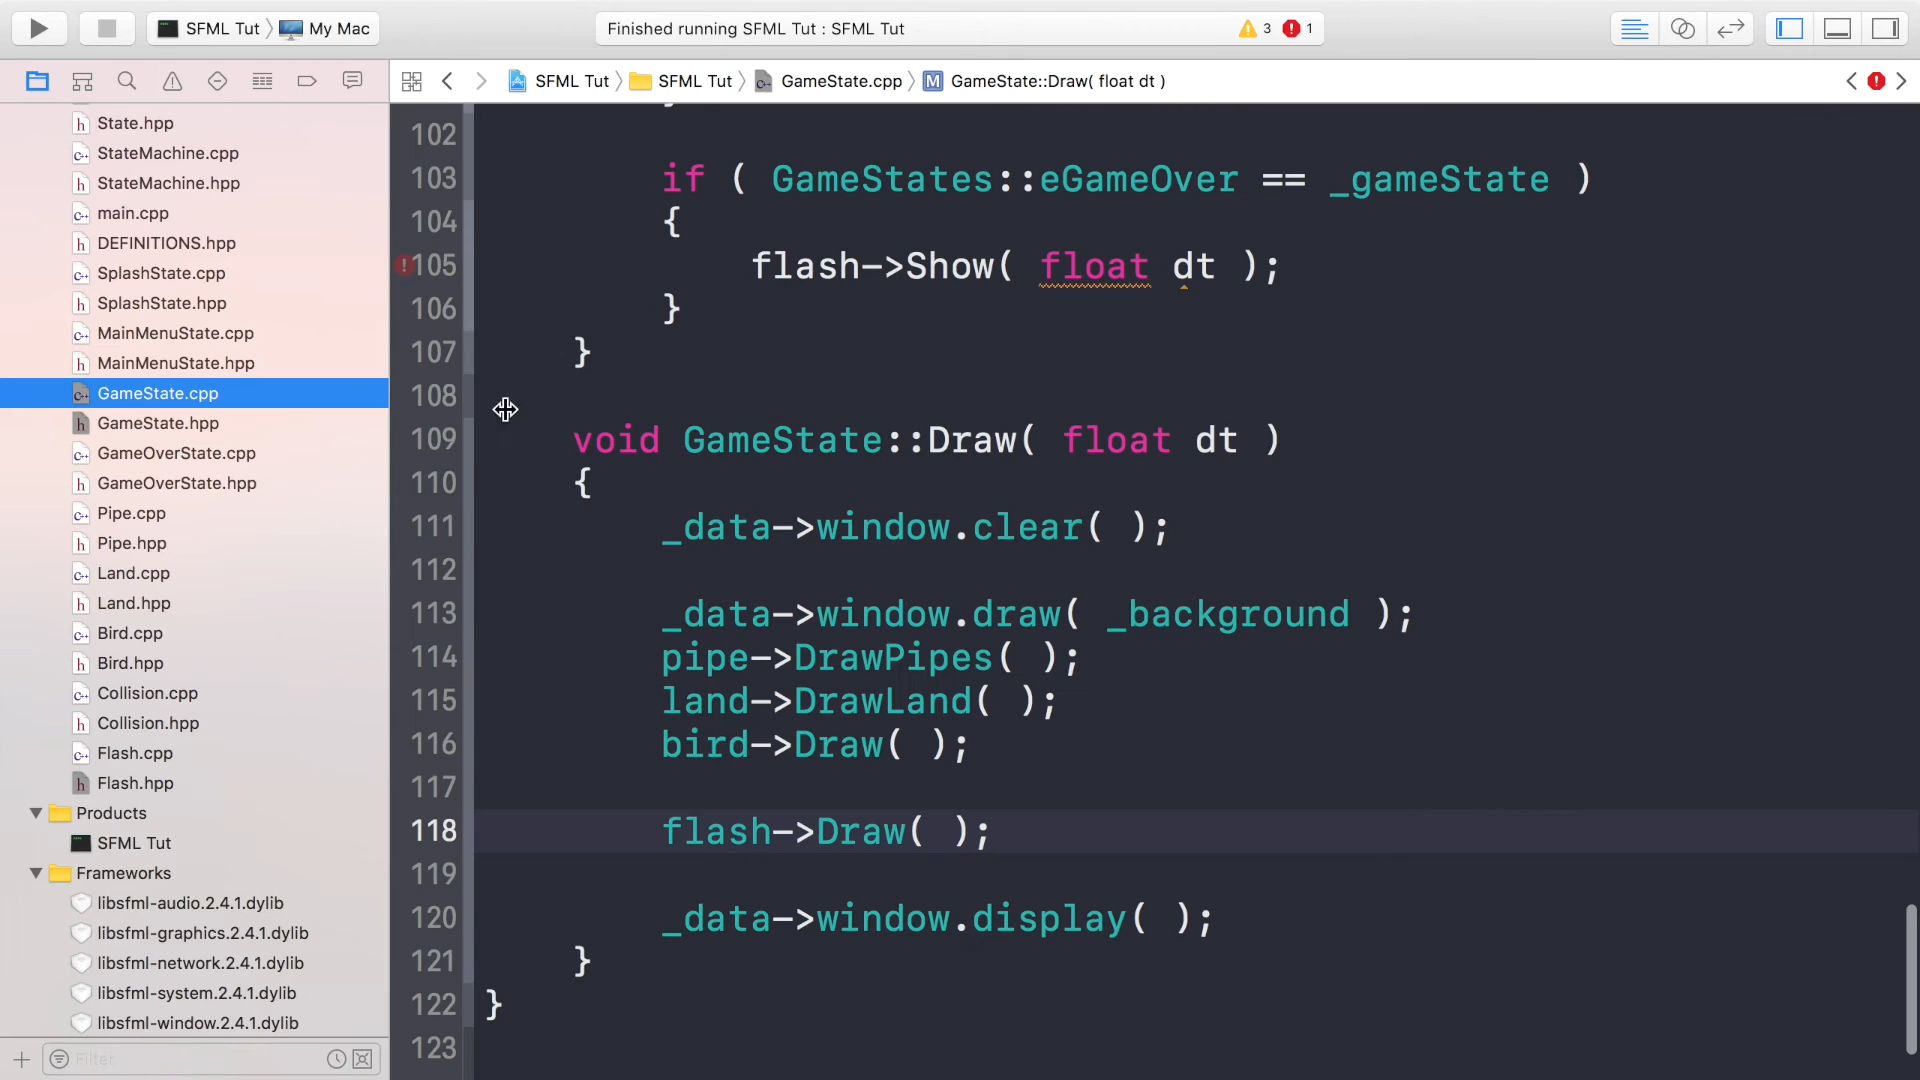 SFML Tut My Mac
Finished running SFML Tut : SFML Tut
3 1
SFML Tut SFML Tut GameState.cpp M GameState::Draw( float dt )
State.hpp
StateMachine.cpp
StateMachine.hpp
main.cpp
DEFINITIONS.hpp
SplashState.cpp
SplashState.hpp
MainMenuState.cpp
MainMenuState.hpp
GameState.cpp
GameState.hpp
GameOverState.cpp
GameOverState.hpp
Pipe.cpp
Pipe.hpp
Land.cpp
Land.hpp
Bird.cpp
Bird.hpp
Collision.cpp
Collision.hpp
Flash.cpp
Flash.hpp
Products
SFML Tut
Frameworks
libsfml-audio.2.4.1.dylib
libsfml-graphics.2.4.1.dylib
libsfml-network.2.4.1.dylib
libsfml-system.2.4.1.dylib
libsfml-window.2.4.1.dylib
Filter
102
103 if ( GameStates::eGameOver == _gameState )
104 {
105 flash->Show( float dt );
106 }
107 }
108
109 void GameState::Draw( float dt )
110 {
111 _data->window.clear( );
112
113 _data->window.draw( _background );
114 pipe->DrawPipes( );
115 land->DrawLand( );
116 bird->Draw( );
117
118 flash->Draw( );
119
120 _data->window.display( );
121 }
122 }
123